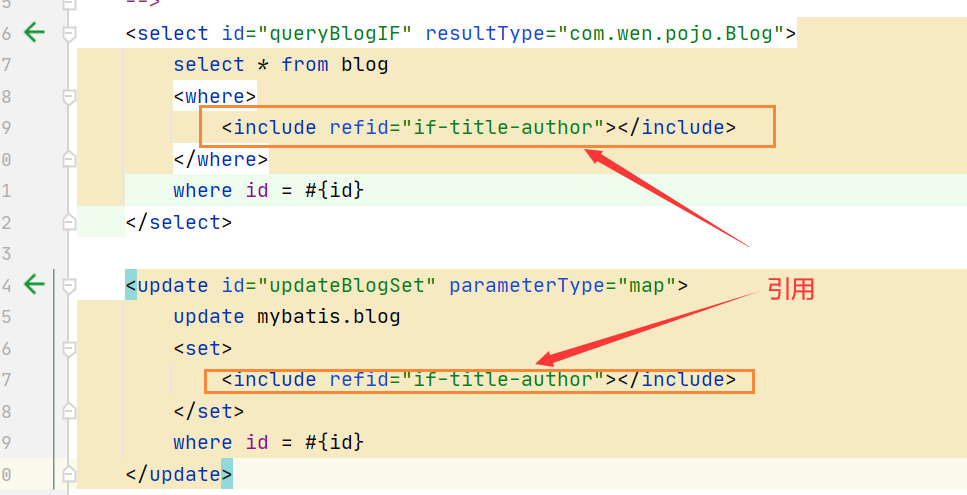 5 -->
6 <select id="queryBlogIF" resultType="com.wen.pojo.Blog">
7 select * from blog
8 <where>
9 <include refid="if-title-author"></include>
0 </where>
1 where id = #{id}
2 </select>
3
4 <update id="updateBlogSet" parameterType="map">
引用
5 update mybatis.blog
6 <set>
7 <include refid="if-title-author"></include>
8 </set>
9 where id = #{id}
0 </update>